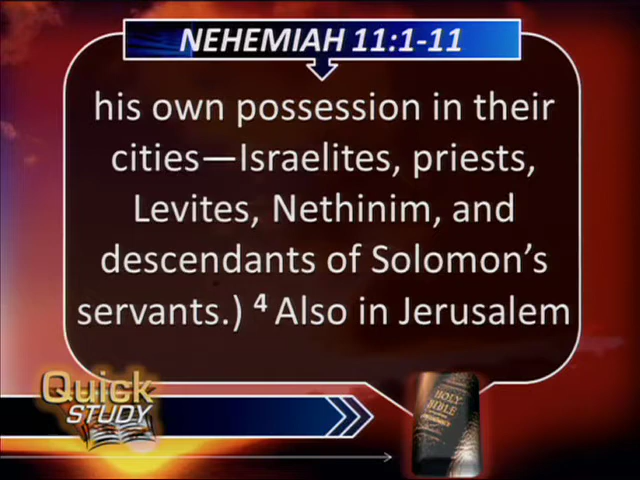 NEHEMIAH 11:1-11
his own possession in their
cities—Israelites, priests,
Levites, Nethinim, and
descendants of Solomon's
servants.) 4 Also in Jerusalem
Quick
STUDY
HOLY
BIBLE